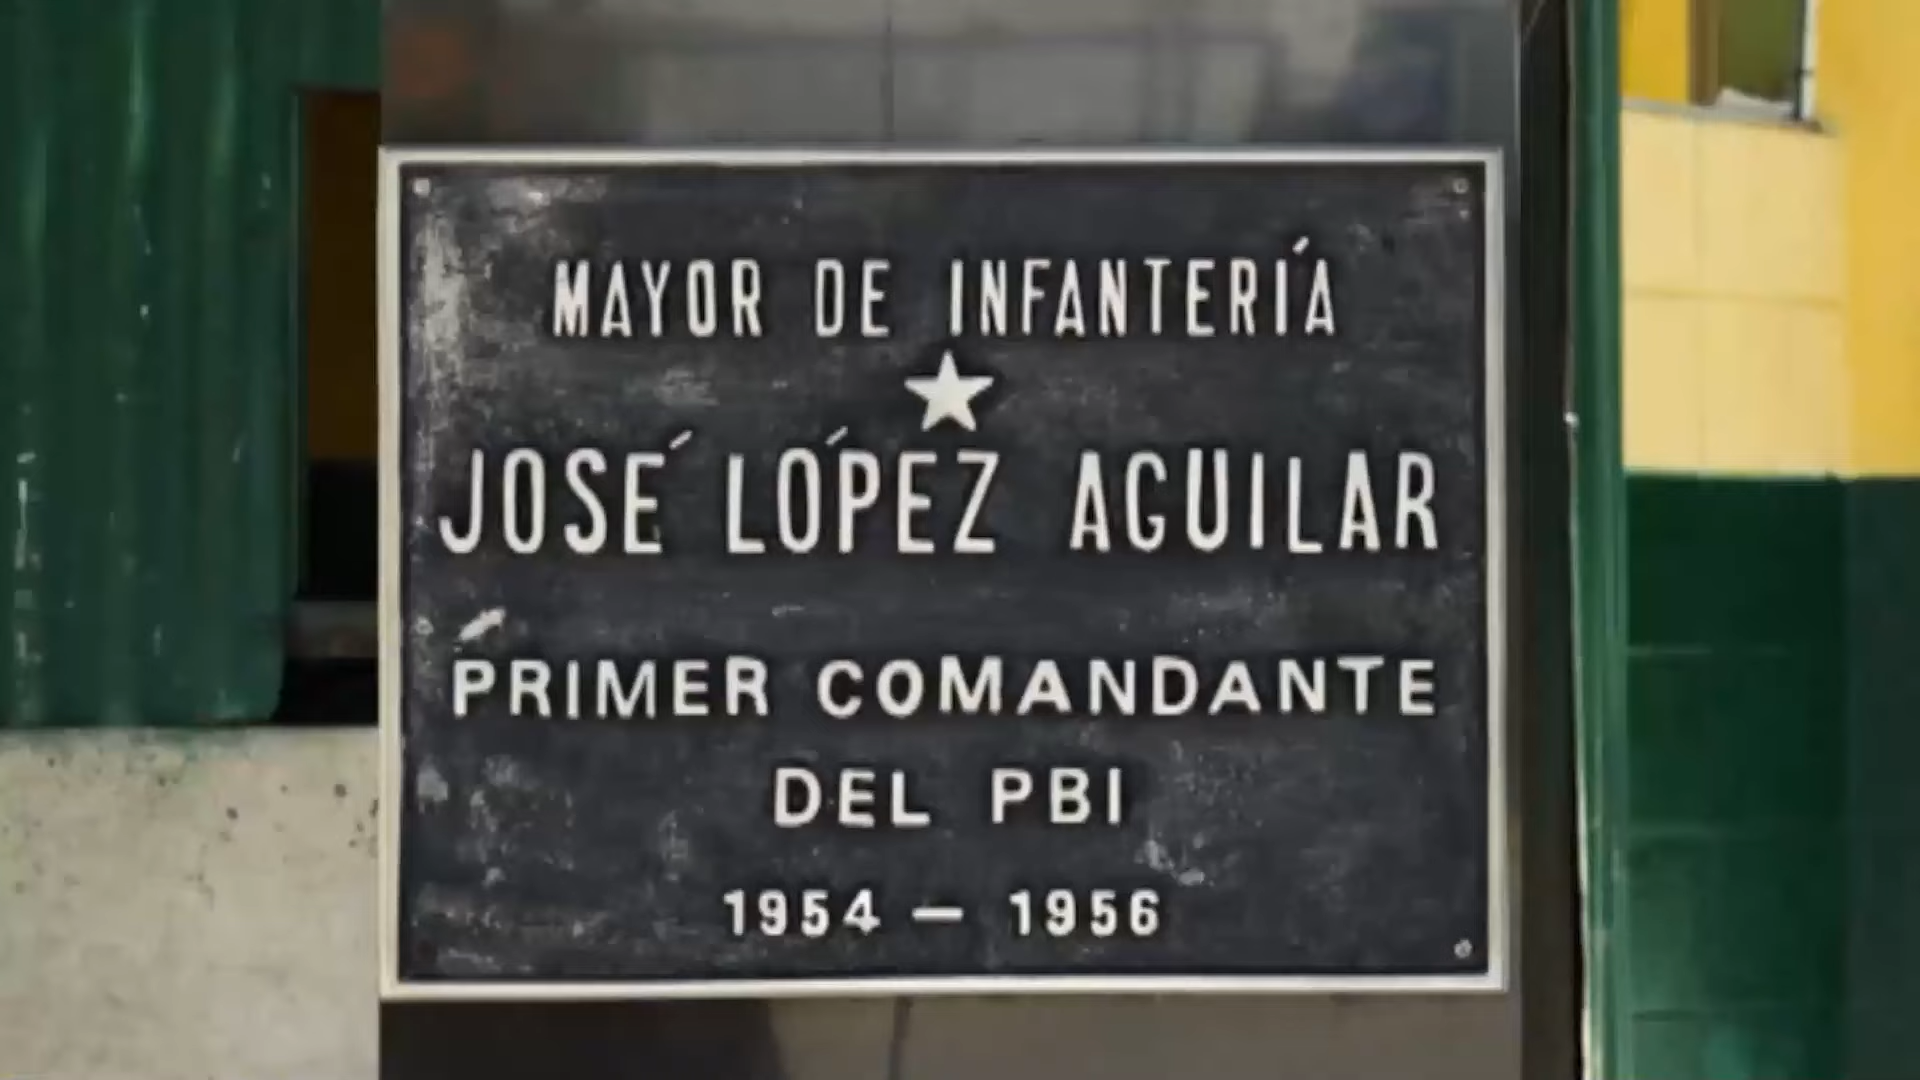 MAYOR DE INFANTERÍA
JOSÉ LÓPEZ AGUILAR
PRIMER COMANDANTE
DEL PBI
1954 — 1956